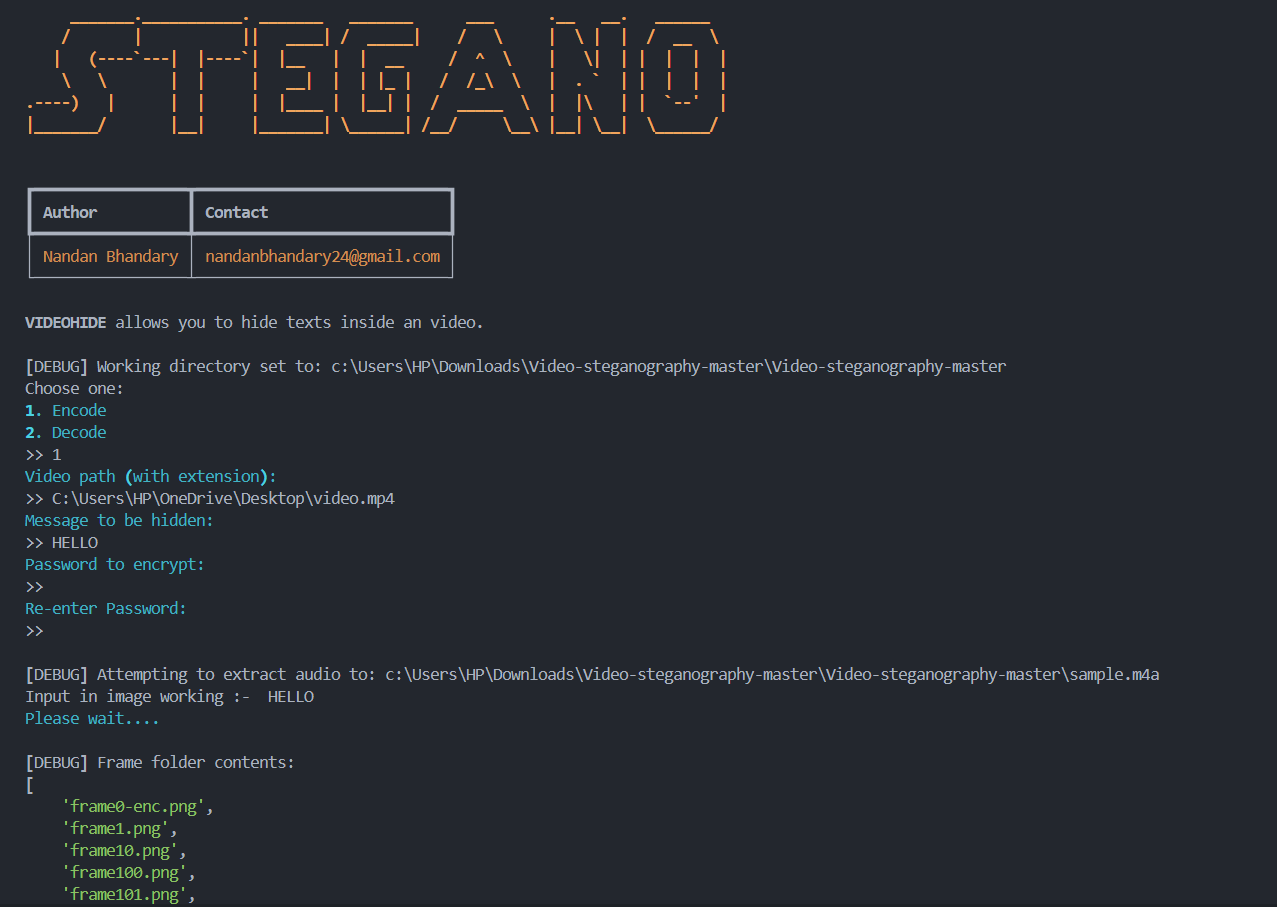 STEGANO
Author Contact
Nandan Bhandary nandanbhandary24@gmail.com
VIDEOHIDE allows you to hide texts inside an video.
[DEBUG] Working directory set to: c:\Users\HP\Downloads\Video-steganography-master\Video-steganography-master
Choose one:
1. Encode
2. Decode
>> 1
Video path (with extension):
>> C:\Users\HP\OneDrive\Desktop\video.mp4
Message to be hidden:
>> HELLO
Password to encrypt:
>>
Re-enter Password:
>>
[DEBUG] Attempting to extract audio to: c:\Users\HP\Downloads\Video-steganography-master\Video-steganography-master\sample.m4a
Input in image working :-  HELLO
Please wait....
[DEBUG] Frame folder contents:
[
'frame0-enc.png',
'frame1.png',
'frame10.png',
'frame100.png',
'frame101.png',